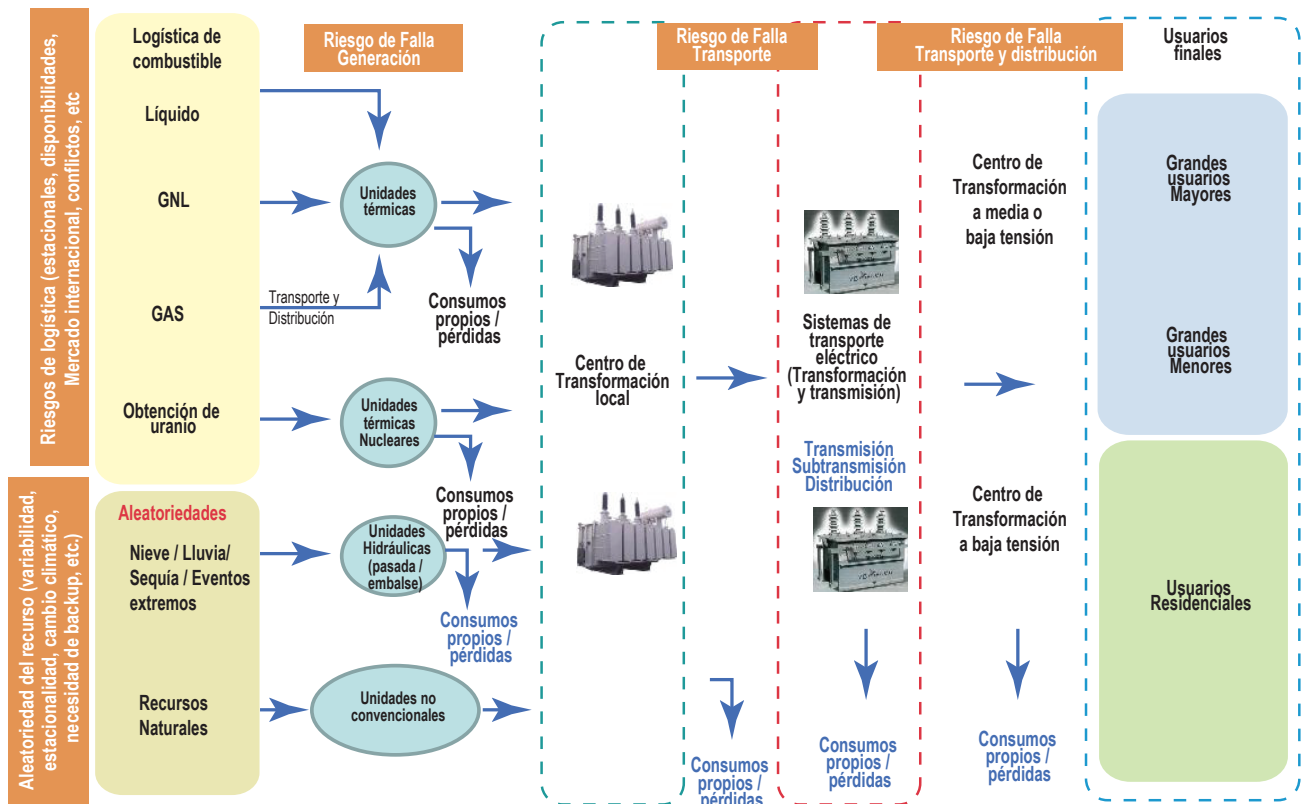 Riesgos de logística (estacionales, disponibilidades,
Mercado internacional, conflictos, etc
Aleatoriedad del recurso (variabilidad,
estacionalidad, cambio climático,
necesidad de backup, etc.)
Logística de
combustible
Líquido
GNL
GAS
Obtención de
uranio
Aleatoriedades
Nieve / Lluvia/
Sequía / Eventos
extremos
Recursos
Naturales
Riesgo de Falla
Generación
Unidades
térmicas
Transporte y
Distribución
Consumos
propios /
pérdidas
Unidades
térmicas
Nucleares
Consumos
propios /
pérdidas
Unidades
Hidráulicas
(pasada /
embalse)
Consumos
propios /
pérdidas
Unidades no
convencionales
Centro de
Transformación
local
Riesgo de Falla
Transporte
Consumos
propios /
pérdidas
Sistemas de
transporte
eléctrico
(Transformación
y transmisión)
Transmisión
Subtransmisión
Distribución
Consumos
propios /
pérdidas
Riesgo de Falla
Transporte y distribución
Centro de
Transformación
a media o
baja tensión
Centro de
Transformación
a baja tensión
Consumos
propios /
pérdidas
Usuarios
finales
Grandes
usuarios
Mayores
Grandes
usuarios
Menores
Usuarios
Residenciales